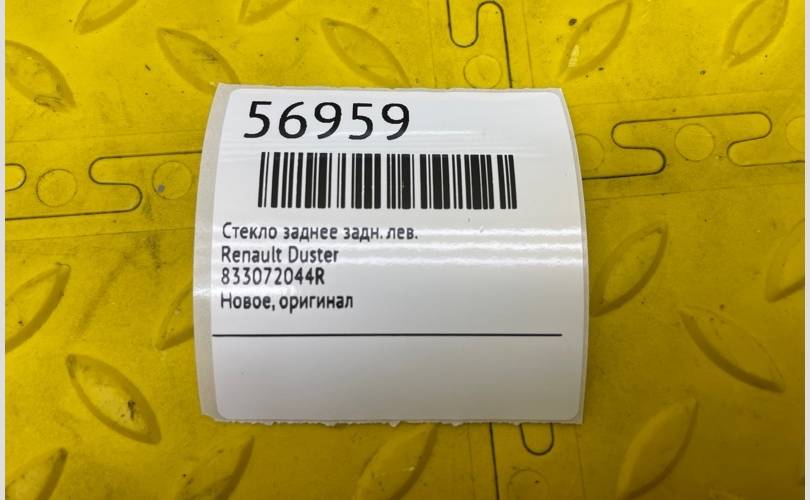 56959
Стекло заднее задн. лев.
Renault Duster
833072044R
Новое, оригинал